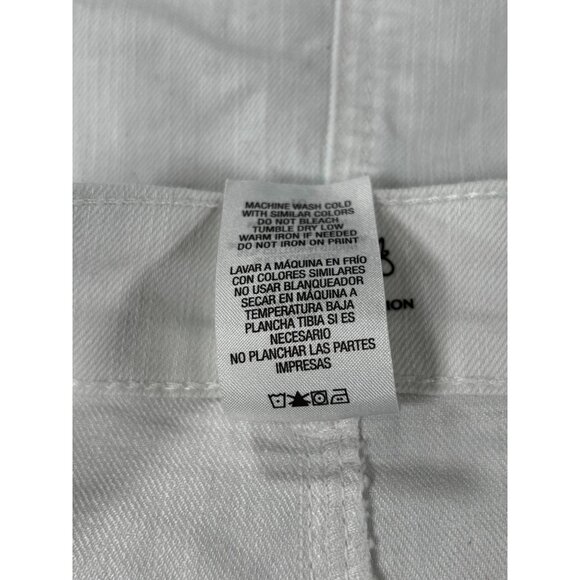 MACHINE WASH COLD
WITH SIMILAR COLORS
DO NOT BLEACH
TUMBLE DRY LOW
WARM IRON IF NEEDED
DO NOT IRON ON PRINT
LAVAR A MÁQUINA EN FRÍO
CON COLORES SIMILARES
NO USAR BLANQUEADOR
SECAR EN MÁQUINA A
TEMPERATURA BAJA
PLANCHA TIBIA SI ES
NECESARIO
NO PLANCHAR LAS PARTES
IMPRESAS
ION